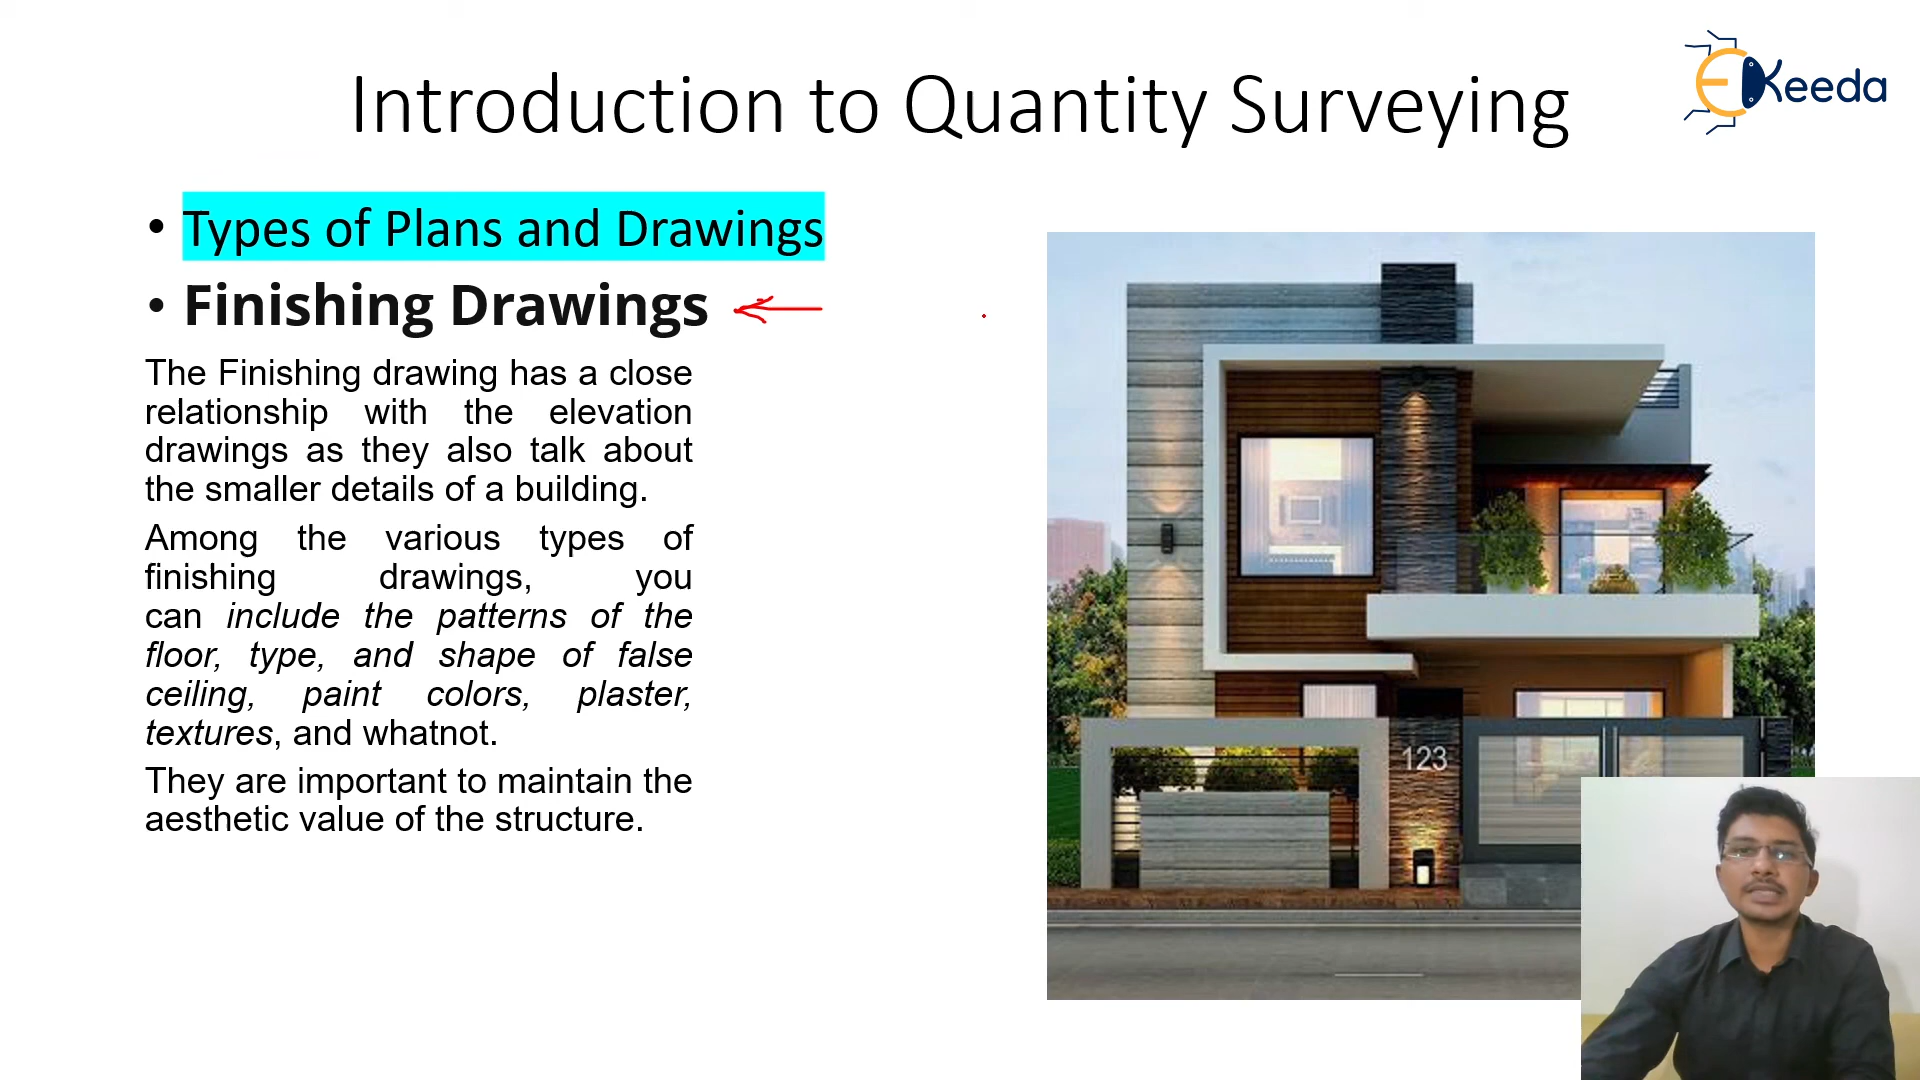 Introduction to Quantity Surveying
EKeeda
• Types of Plans and Drawings
• Finishing Drawings
The Finishing drawing has a close
relationship with the elevation
drawings as they also talk about
the smaller details of a building.
Among the various types of
finishing drawings, you
can include the patterns of the
floor, type, and shape of false
ceiling, paint colors, plaster,
textures, and whatnot.
They are important to maintain the
aesthetic value of the structure.
123